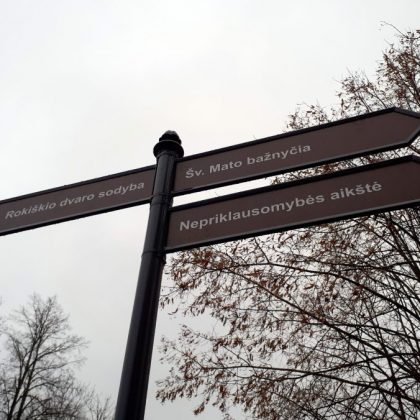 Rokiškio dvaro sodyba
Šv. Mato bažnyčia
Nepriklausomybės aikštė